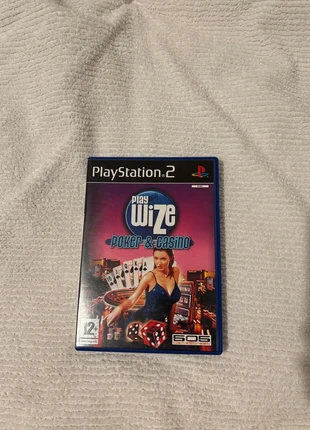 PlayStation 2
play
WiZe
POKER & CASINO
12+
505